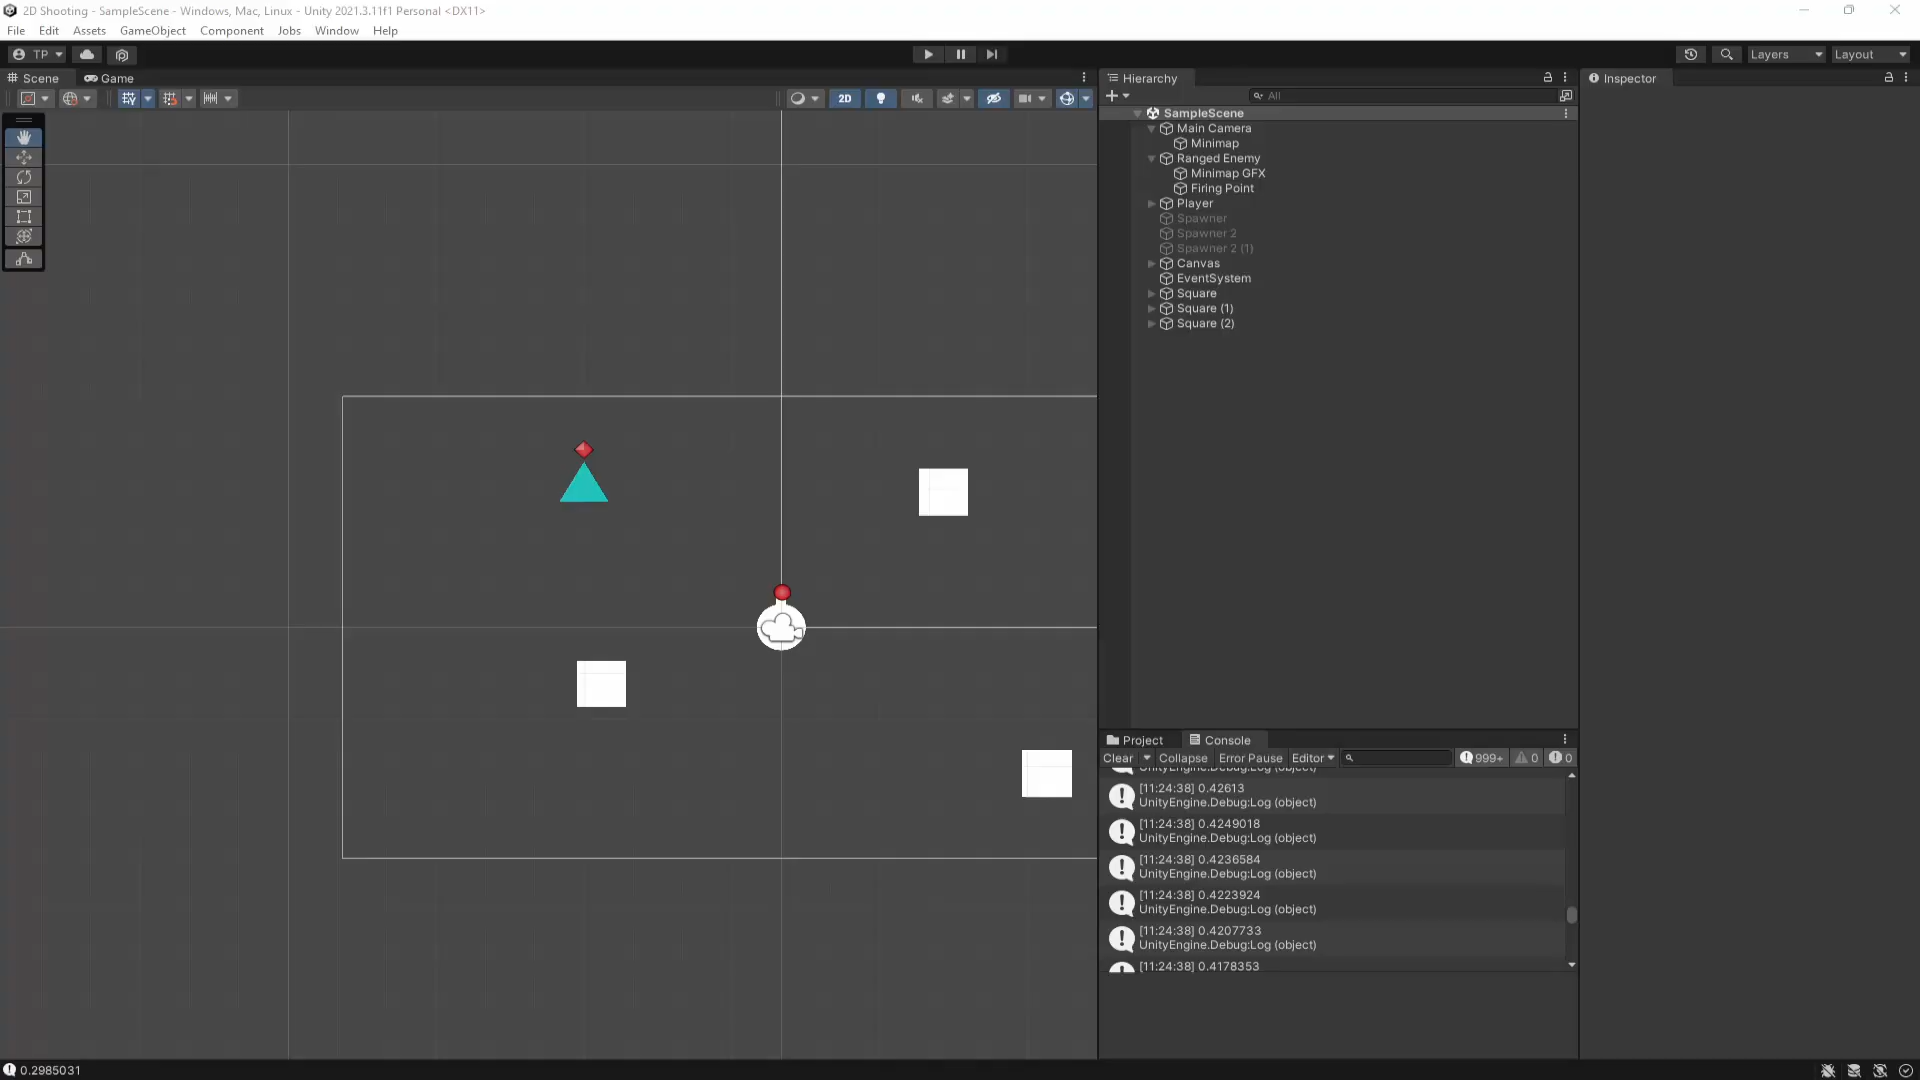 2D Shooting - SampleScene - Windows, Mac, Linux - Unity 2021.3.11f1 Personal <DX11>
File Edit Assets GameObject Component Jobs Window Help
TP
Layers
Layout
Scene
Game
2D
Hierarchy
All
SampleScene
Main Camera
Minimap
Ranged Enemy
Minimap GFX
Firing Point
Player
Spawner
Spawner 2
Spawner 2 (1)
Canvas
EventSystem
Square
Square (1)
Square (2)
Inspector
Project
Console
Clear
Collapse
Error Pause
Editor
999+
0
0
UnityEngine.Debug:Log (object)
[11:24:38] 0.42613
UnityEngine.Debug:Log (object)
[11:24:38] 0.4249018
UnityEngine.Debug:Log (object)
[11:24:38] 0.4236584
UnityEngine.Debug:Log (object)
[11:24:38] 0.4223924
UnityEngine.Debug:Log (object)
[11:24:38] 0.4207733
UnityEngine.Debug:Log (object)
[11:24:38] 0.4178353
0.2985031